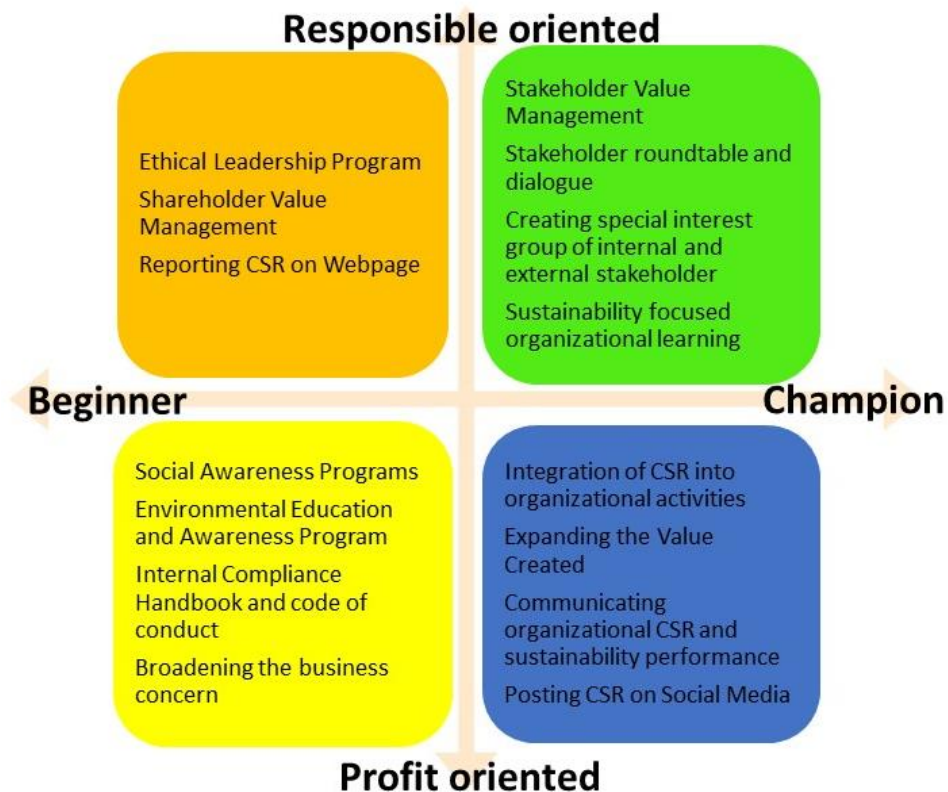 Responsible oriented
Ethical Leadership Program
Shareholder Value
Management
Reporting CSR on Webpage
Stakeholder Value
Management
Stakeholder roundtable and
dialogue
Creating special interest
group of internal and
external stakeholder
Sustainability focused
organizational learning
Beginner
Champion
Social Awareness Programs
Environmental Education
and Awareness Program
Internal Compliance
Handbook and code of
conduct
Broadening the business
concern
Integration of CSR into
organizational activities
Expanding the Value
Created
Communicating
organizational CSR and
sustainability performance
Posting CSR on Social Media
Profit oriented